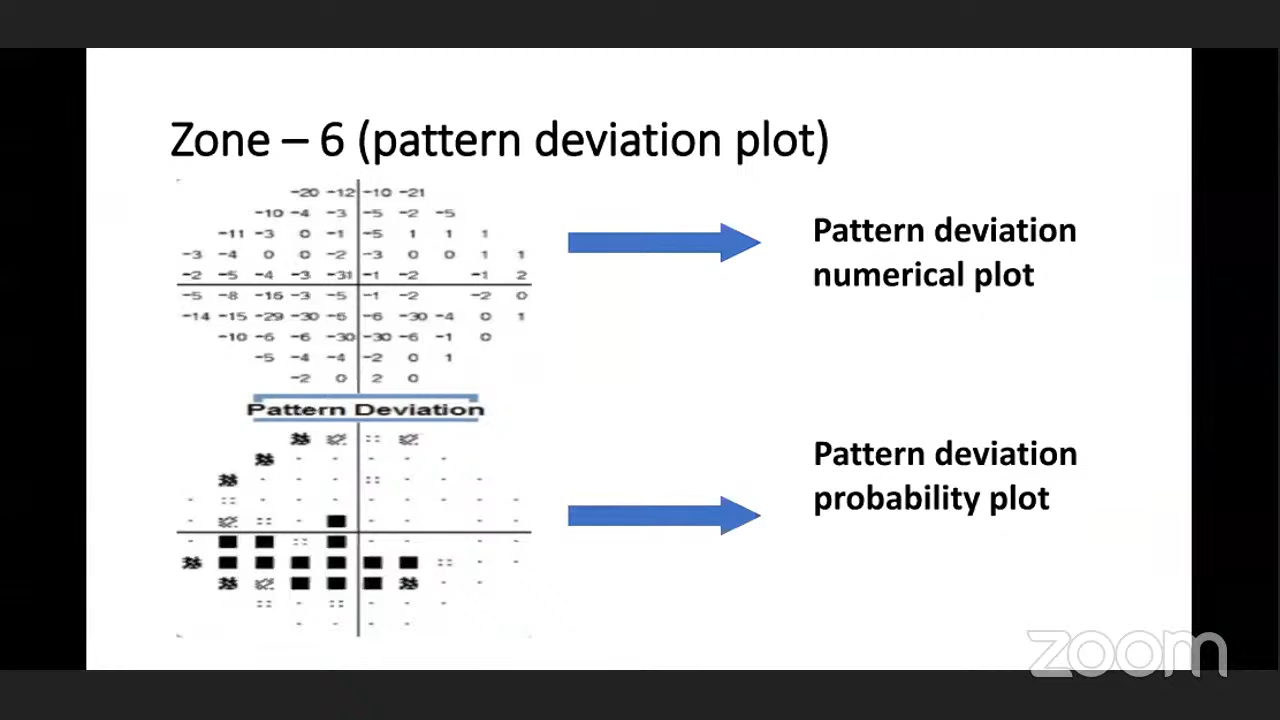 Zone – 6 (pattern deviation plot)
-20 -12 -10 -21
-10 -4 -3 -5 -2 -5
-11 -3 0 -1 -5 1 1 1
-3 -4 0 0 -2 -3 0 0 1 1
-2 -5 -4 -3 -31 -1 -2 -1 2
-5 -8 -16 -3 -5 -1 -2 -2 0
-14 -15 -29 -30 -30 -4 0 1
-10 -6 -6 -30 -30 -6 -1 0
-5 -4 -4 -2 0 1
-2 0 2 0
Pattern deviation
numerical plot
Pattern Deviation
Pattern deviation
probability plot
zoom